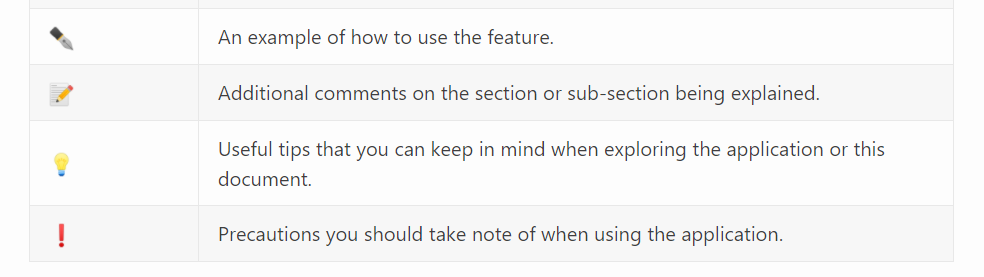 An example of how to use the feature.
Additional comments on the section or sub-section being explained.
Useful tips that you can keep in mind when exploring the application or this
document.
Precautions you should take note of when using the application.